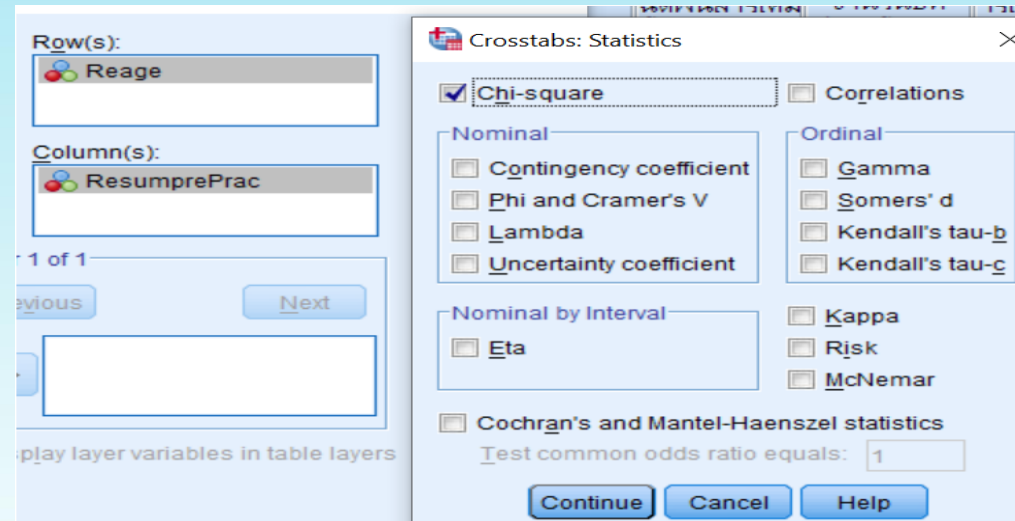 Row(s):
Reage
Column(s):
ResumprePrac
1 of 1
evious
Next
splay layer variables in table layers
Crosstabs: Statistics
Chi-square
Correlations
Nominal
Contingency coefficient
Phi and Cramer's V
Lambda
Uncertainty coefficient
Ordinal
Gamma
Somers' d
Kendall's tau-b
Kendall's tau-c
Nominal by Interval
Eta
Kappa
Risk
McNemar
Cochran's and Mantel-Haenszel statistics
Test common odds ratio equals: 1
Continue
Cancel
Help